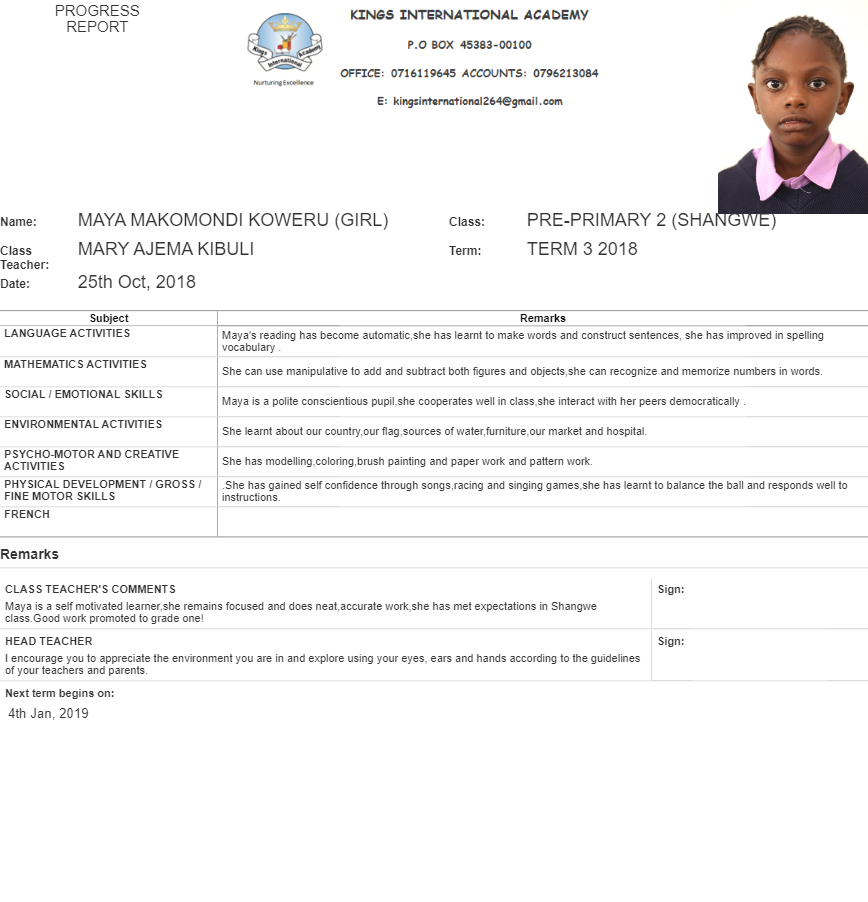 PROGRESS
REPORT
Kings International Academy
Nurturing Excellence
KINGS INTERNATIONAL ACADEMY
P.O BOX 45383-00100
OFFICE: 0716119645 ACCOUNTS: 0796213084
E: kingsinternational264@gmail.com
Name: MAYA MAKOMONDI KOWERU (GIRL) Class: PRE-PRIMARY 2 (SHANGWE)
Class Teacher: MARY AJEMA KIBULI Term: TERM 3 2018
Date: 25th Oct, 2018
Subject Remarks
LANGUAGE ACTIVITIES
Maya's reading has become automatic,she has learnt to make words and construct sentences, she has improved in spelling
vocabulary .
MATHEMATICS ACTIVITIES
She can use manipulative to add and subtract both figures and objects,she can recognize and memorize numbers in words.
SOCIAL / EMOTIONAL SKILLS
Maya is a polite conscientious pupil,she cooperates well in class,she interact with her peers democratically .
ENVIRONMENTAL ACTIVITIES
She learnt about our country,our flag,sources of water,furniture,our market and hospital.
PSYCHO-MOTOR AND CREATIVE
ACTIVITIES
She has modelling,coloring,brush painting and paper work and pattern work.
PHYSICAL DEVELOPMENT / GROSS /
FINE MOTOR SKILLS
.She has gained self confidence through songs,racing and singing games,she has learnt to balance the ball and responds well to
instructions.
FRENCH
Remarks
CLASS TEACHER'S COMMENTS Sign:
Maya is a self motivated learner,she remains focused and does neat,accurate work,she has met expectations in Shangwe
class.Good work promoted to grade one!
HEAD TEACHER Sign:
I encourage you to appreciate the environment you are in and explore using your eyes, ears and hands according to the guidelines
of your teachers and parents.
Next term begins on:
4th Jan, 2019